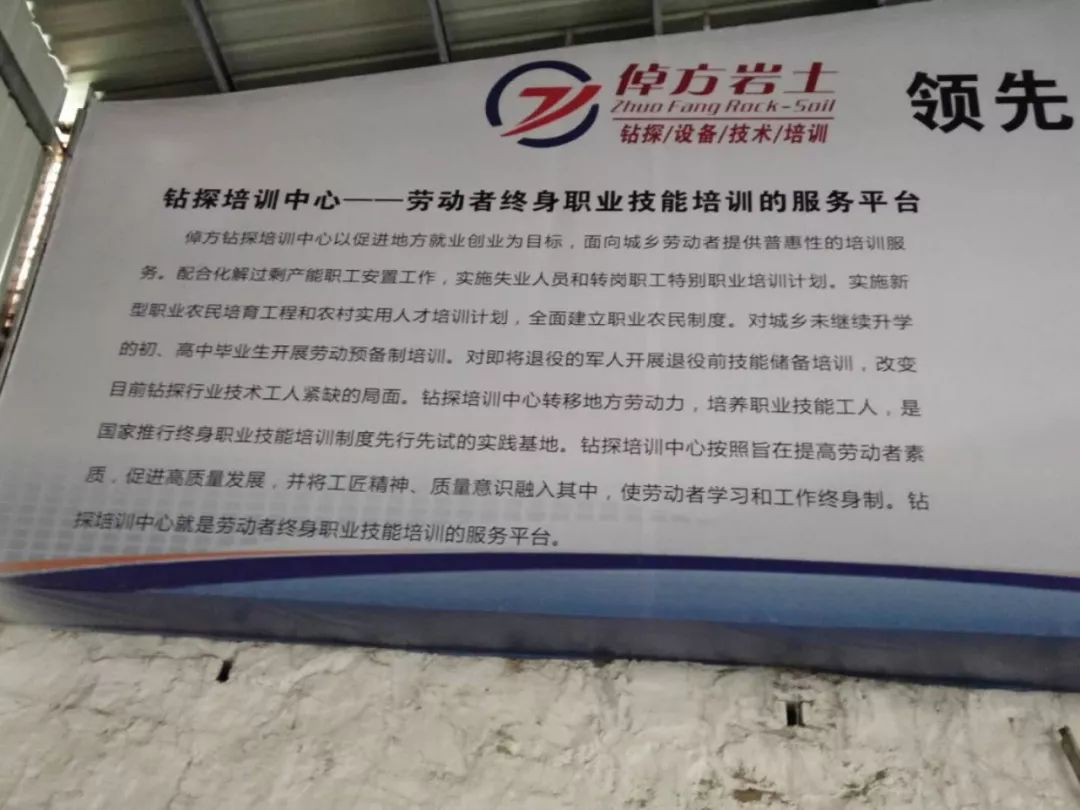 倬方岩土
Zhuo Fang Rock-Soil
钻探/设备/技术/培训
领先
钻探培训中心——劳动者终身职业技能培训的服务平台
倬方钻探培训中心以促进地方就业创业为目标，面向城乡劳动者提供普惠性的培训服
务。配合化解过剩产能职工安置工作，实施失业人员和转岗职工特别职业培训计划。实施新
型职业农民培育工程和农村实用人才培训计划，全面建立职业农民制度。对城乡未继续升学
的初、高中毕业生开展劳动预备制培训。对即将退役的军人开展退役前技能储备培训，改变
目前钻探行业技术工人紧缺的局面。钻探培训中心转移地方劳动力，培养职业技能工人，是
国家推行终身职业技能培训制度先行先试的实践基地。钻探培训中心按照旨在提高劳动者素
质，促进高质量发展，并将工匠精神、质量意识融入其中，使劳动者学习和工作终身制。钻
探培训中心就是劳动者终身职业技能培训的服务平台。